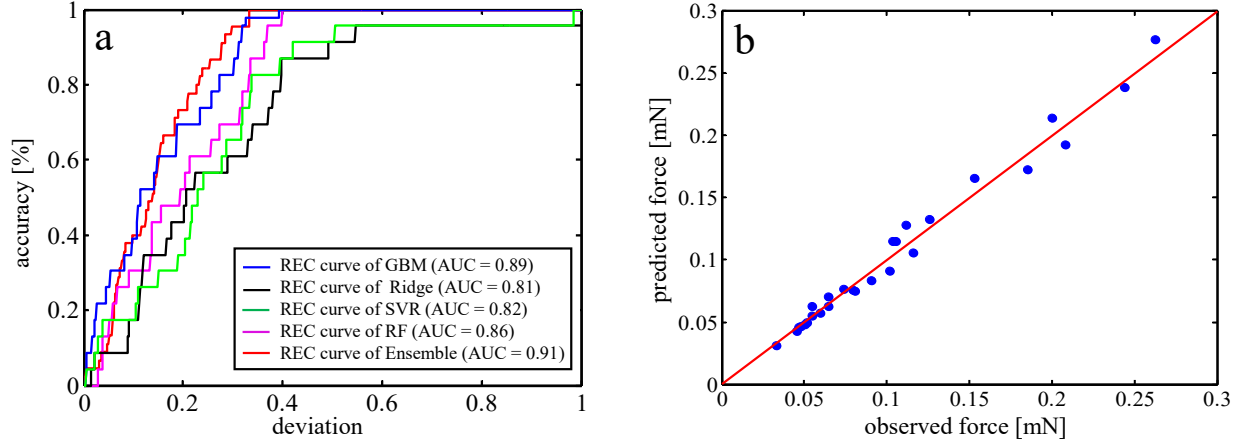 a
1
0.8
0.6
0.4
0.2
0
accuracy [%]
REC curve of GBM (AUC = 0.89)
REC curve of Ridge (AUC = 0.81)
REC curve of SVR (AUC = 0.82)
REC curve of RF (AUC = 0.86)
REC curve of Ensemble (AUC = 0.91)
0 0.2 0.4 0.6 0.8 1
deviation
b
0.3
0.25
0.2
0.15
0.1
0.05
0
predicted force [mN]
0 0.05 0.1 0.15 0.2 0.25 0.3
observed force [mN]